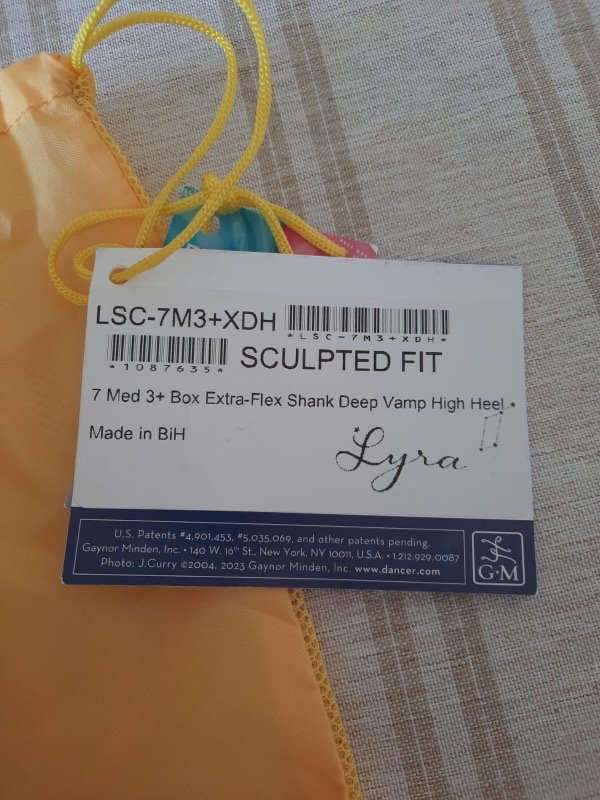 LSC-7M3+XDH
*LSC-7M3+XDH*
*1087635*
SCULPTED FIT
7 Med 3+ Box Extra-Flex Shank Deep Vamp High Heel
Made in BiH
Lyra
U.S. Patents #4,901,453, #5,035,069, and other patents pending.
Gaynor Minden, Inc. • 140 W. 16th St., New York, NY 10011, U.S.A. • 1.212.929.0087
Photo: J.Curry ©2004, 2023 Gaynor Minden, Inc. www.dancer.com
G·M